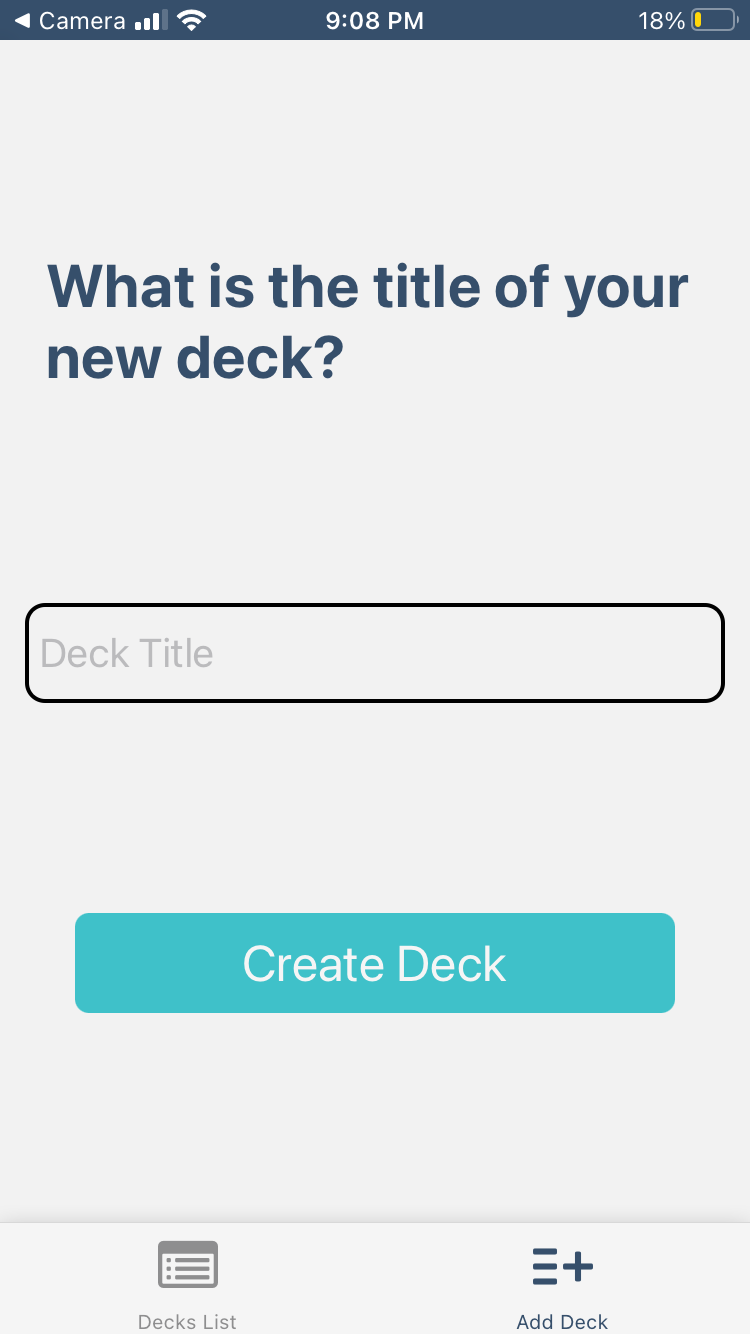 Camera 9:08 PM 18%
What is the title of your
new deck?
Deck Title
Create Deck
Decks List Add Deck